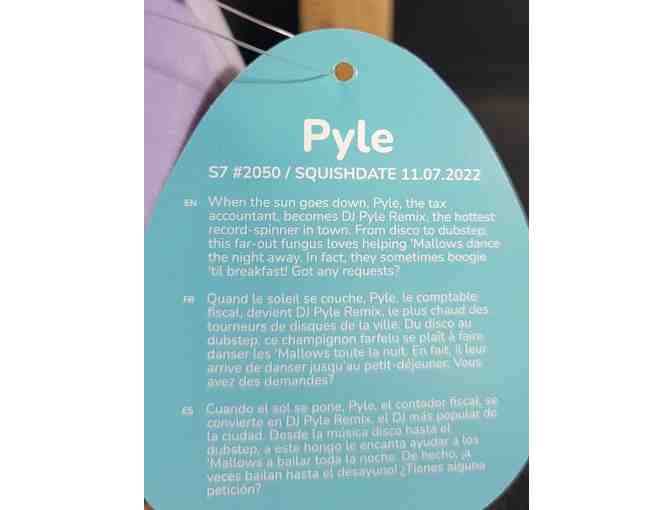 Pyle
S7 #2050 / SQUISHDATE 11.07.2022
EN When the sun goes down, Pyle, the tax
accountant, becomes DJ Pyle Remix, the hottest
record-spinner in town. From disco to dubstep,
this far-out fungus loves helping 'Mallows dance
the night away. In fact, they sometimes boogie
'til breakfast! Got any requests?
FR Quand le soleil se couche, Pyle, le comptable
fiscal, devient DJ Pyle Remix, le plus chaud des
tourneurs de disques de la ville. Du disco au
dubstep, ce champignon farfelu se plaît à faire
danser les 'Mallows toute la nuit. En fait, il leur
arrive de danser jusqu'au petit-déjeuner. Vous
avez des demandes?
ES Cuando el sol se pone, Pyle, el contador fiscal, se
convierte en DJ Pyle Remix, el DJ más popular de
la ciudad. Desde la música disco hasta el
dubstep, a este hongo le encanta ayudar a los
'Mallows a bailar toda la noche. De hecho, ¡a
veces bailan hasta el desayuno! ¿Tienes alguna
petición?